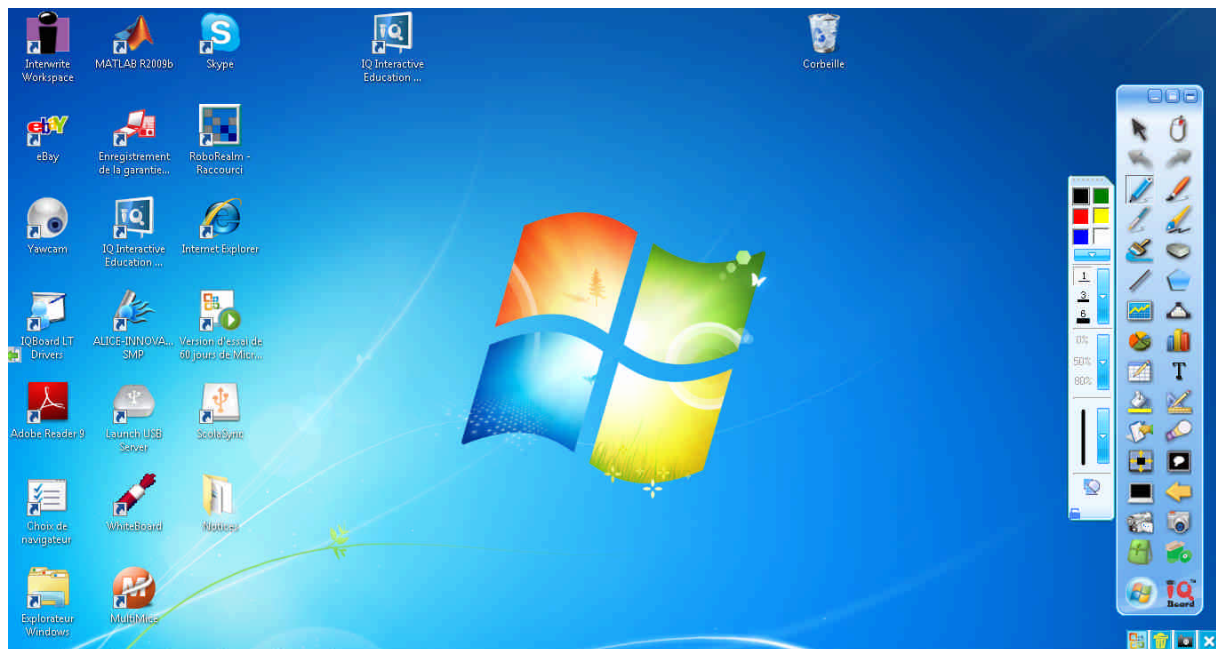 Interwrite
Workspace
MATLAB R2009b
Skype
IQ Interactive
Education ...
Corbeille
eBay
Enregistrement
de la garantie...
RoboRealm -
Raccourci
Yawcam
IQ Interactive
Education ...
Internet Explorer
IQBoard LT
Drivers
ALICE-INNOVA...
SMP
Version d'essai de
60 jours de Micr...
Adobe Reader 9
Launch USB
Server
ScolaSync
Choix de
navigateur
WhiteBoard
Notices
Explorateur
Windows
MultiMice
1
3
6
0%
50%
80%
T
IQ
Board